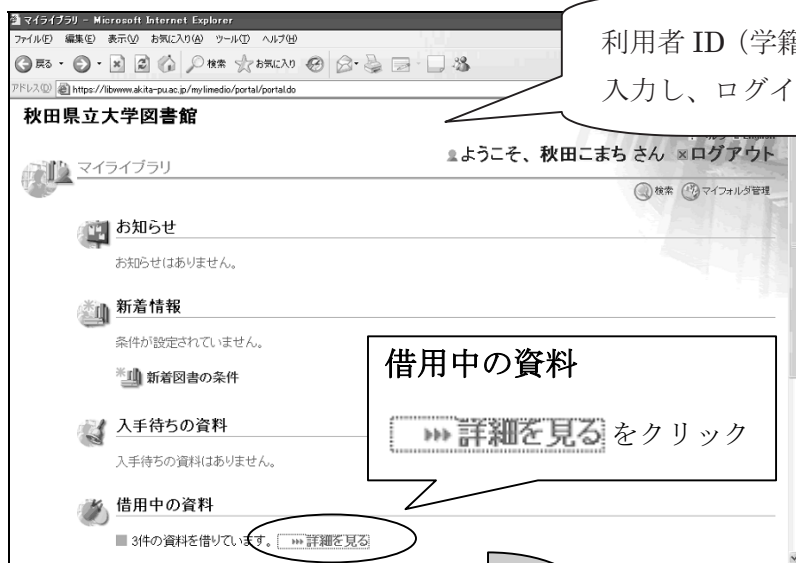 マイライブラリ - Microsoft Internet Explorer
ファイル(F) 編集(E) 表示(V) お気に入り(A) ツール(T) ヘルプ(H)
戻る 検索 お気に入り
アドレス(D) https://libwww.akita-pu.ac.jp/mylimedio/portal/portal.do
利用者 ID（学籍
入力し、ログイ
秋田県立大学図書館
English
ようこそ、秋田こまち さん ログアウト
マイライブラリ
検索 マイフォルダ管理
お知らせ
お知らせはありません。
新着情報
条件が設定されていません。
新着図書の条件
借用中の資料
詳細を見る をクリック
入手待ちの資料
入手待ちの資料はありません。
借用中の資料
3件の資料を借りています。 詳細を見る